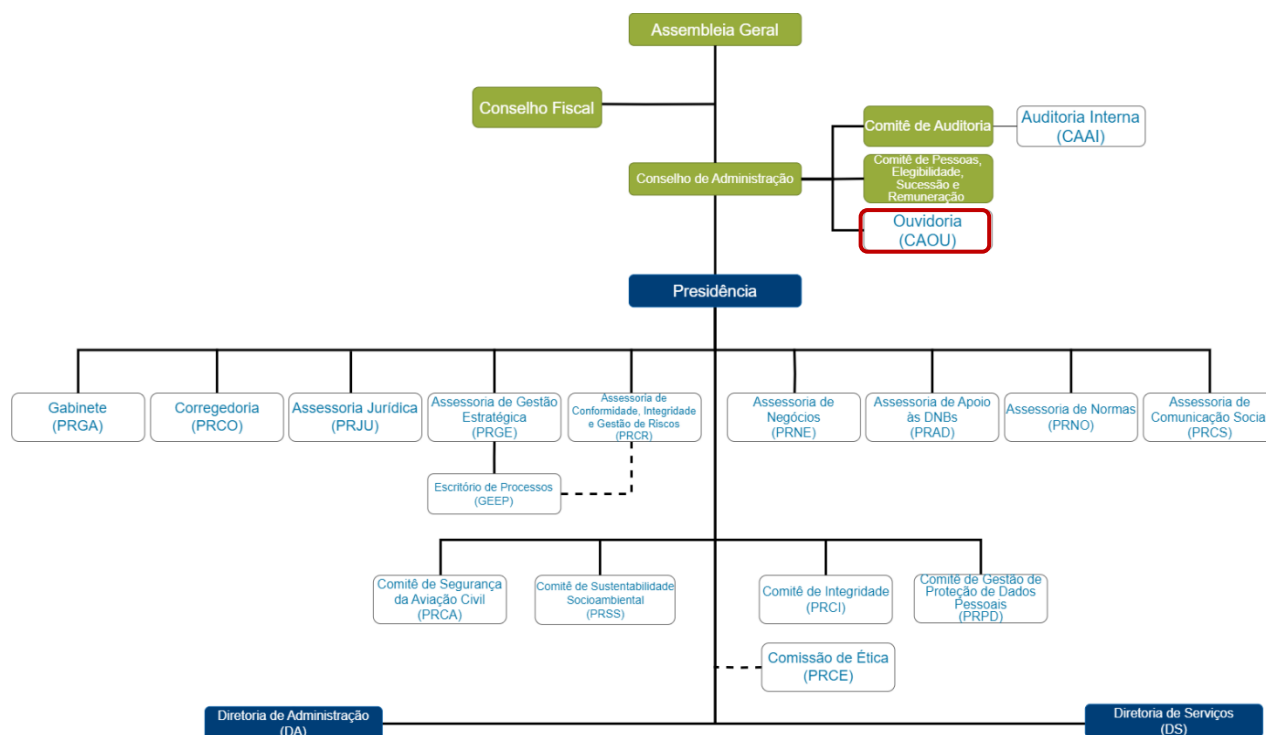 Assembleia Geral
Conselho Fiscal
Comitê de Auditoria
Auditoria Interna
(CAAI)
Conselho de Administração
Comitê de Pessoas,
Elegibilidade,
Sucessão e
Remuneração
Ouvidoria
(CAOU)
Presidência
Gabinete
(PRGA)
Corregedoria
(PRCO)
Assessoria Jurídica
(PRJU)
Assessoria de Gestão
Estratégica
(PRGE)
Assessoria de
Conformidade, Integridade
e Gestão de Riscos
(PRCR)
Assessoria de
Negócios
(PRNE)
Assessoria de Apoio
às DNBs
(PRAD)
Assessoria de Normas
(PRNO)
Assessoria de
Comunicação Social
(PRCS)
Escritório de Processos
(GEEP)
Comitê de Segurança
da Aviação Civil
(PRCA)
Comitê de Sustentabilidade
Socioambiental
(PRSS)
Comitê de Integridade
(PRCI)
Comitê de Gestão de
Proteção de Dados
Pessoais
(PRPD)
Comissão de Ética
(PRCE)
Diretoria de Administração
(DA)
Diretoria de Serviços
(DS)